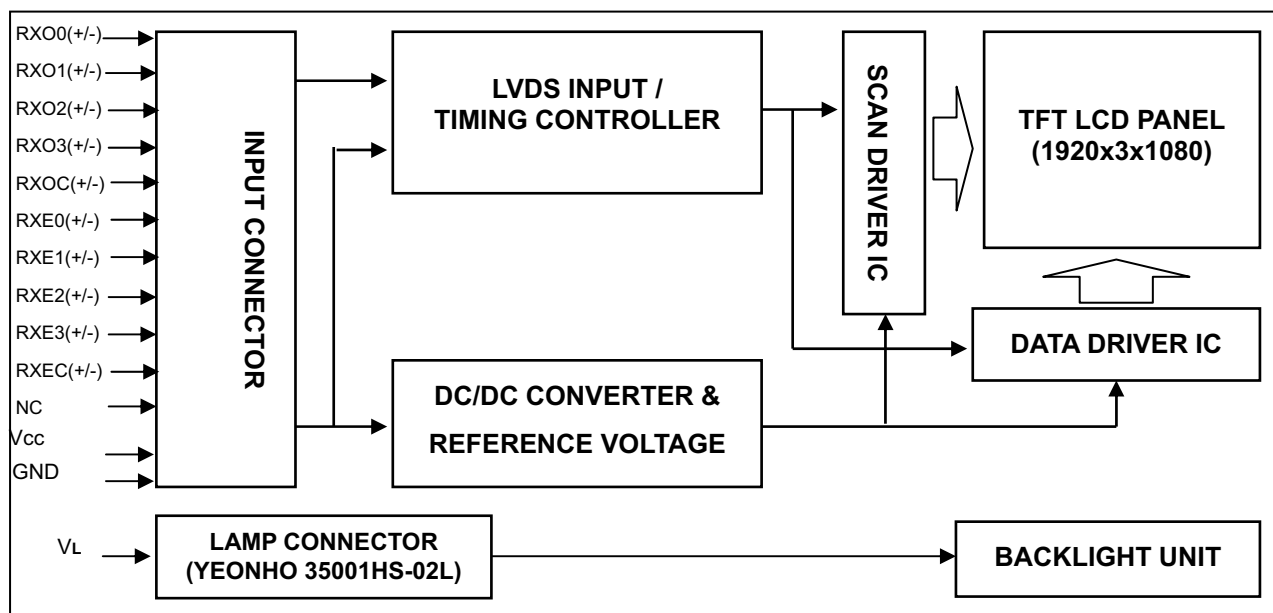 RXO0(+/-)
RXO1(+/-)
RXO2(+/-)
RXO3(+/-)
RXOC(+/-)
RXE0(+/-)
RXE1(+/-)
RXE2(+/-)
RXE3(+/-)
RXEC(+/-)
NC
Vcc
GND
INPUT CONNECTOR
LVDS INPUT /
TIMING CONTROLLER
SCAN DRIVER IC
TFT LCD PANEL
(1920x3x1080)
DATA DRIVER IC
DC/DC CONVERTER &
REFERENCE VOLTAGE
VL
LAMP CONNECTOR
(YEONHO 35001HS-02L)
BACKLIGHT UNIT